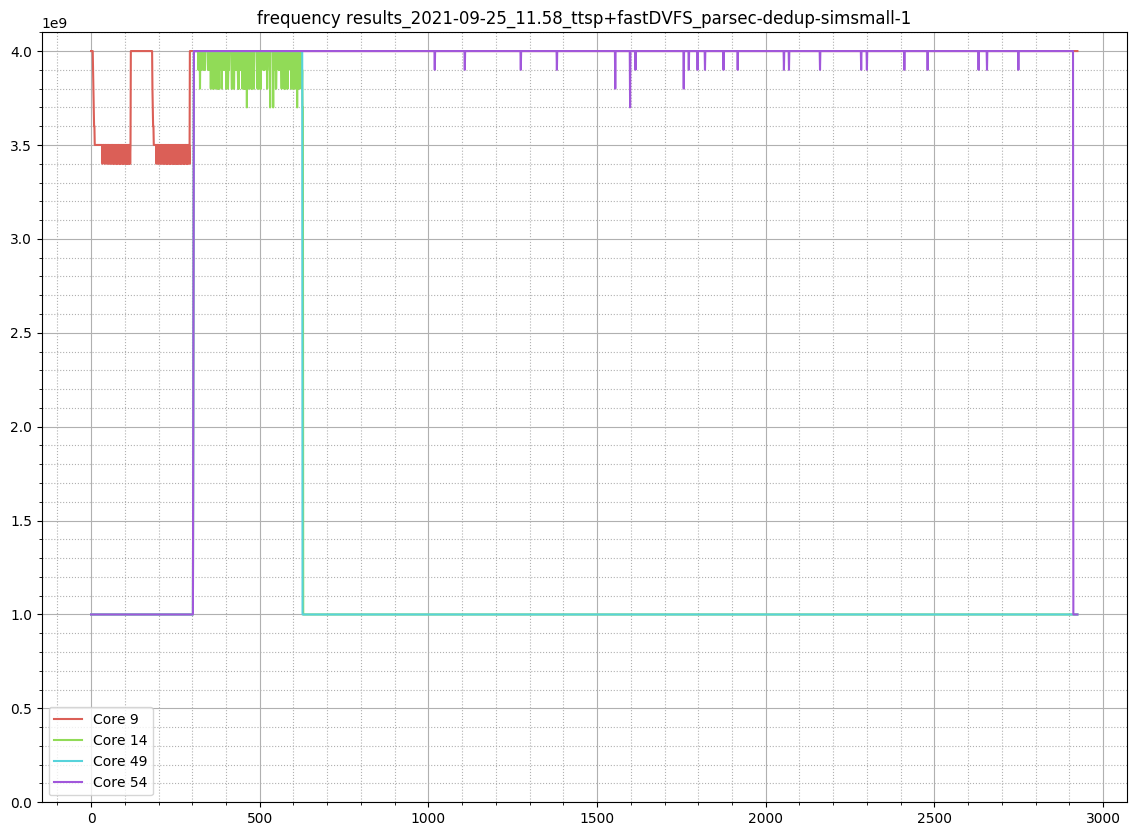 frequency results_2021-09-25_11.58_ttsp+fastDVFS_parsec-dedup-simsmall-1
1e9
4.0
3.5
3.0
2.5
2.0
1.5
1.0
0.5
0.0
Core 9
Core 14
Core 49
Core 54
0 500 1000 1500 2000 2500 3000